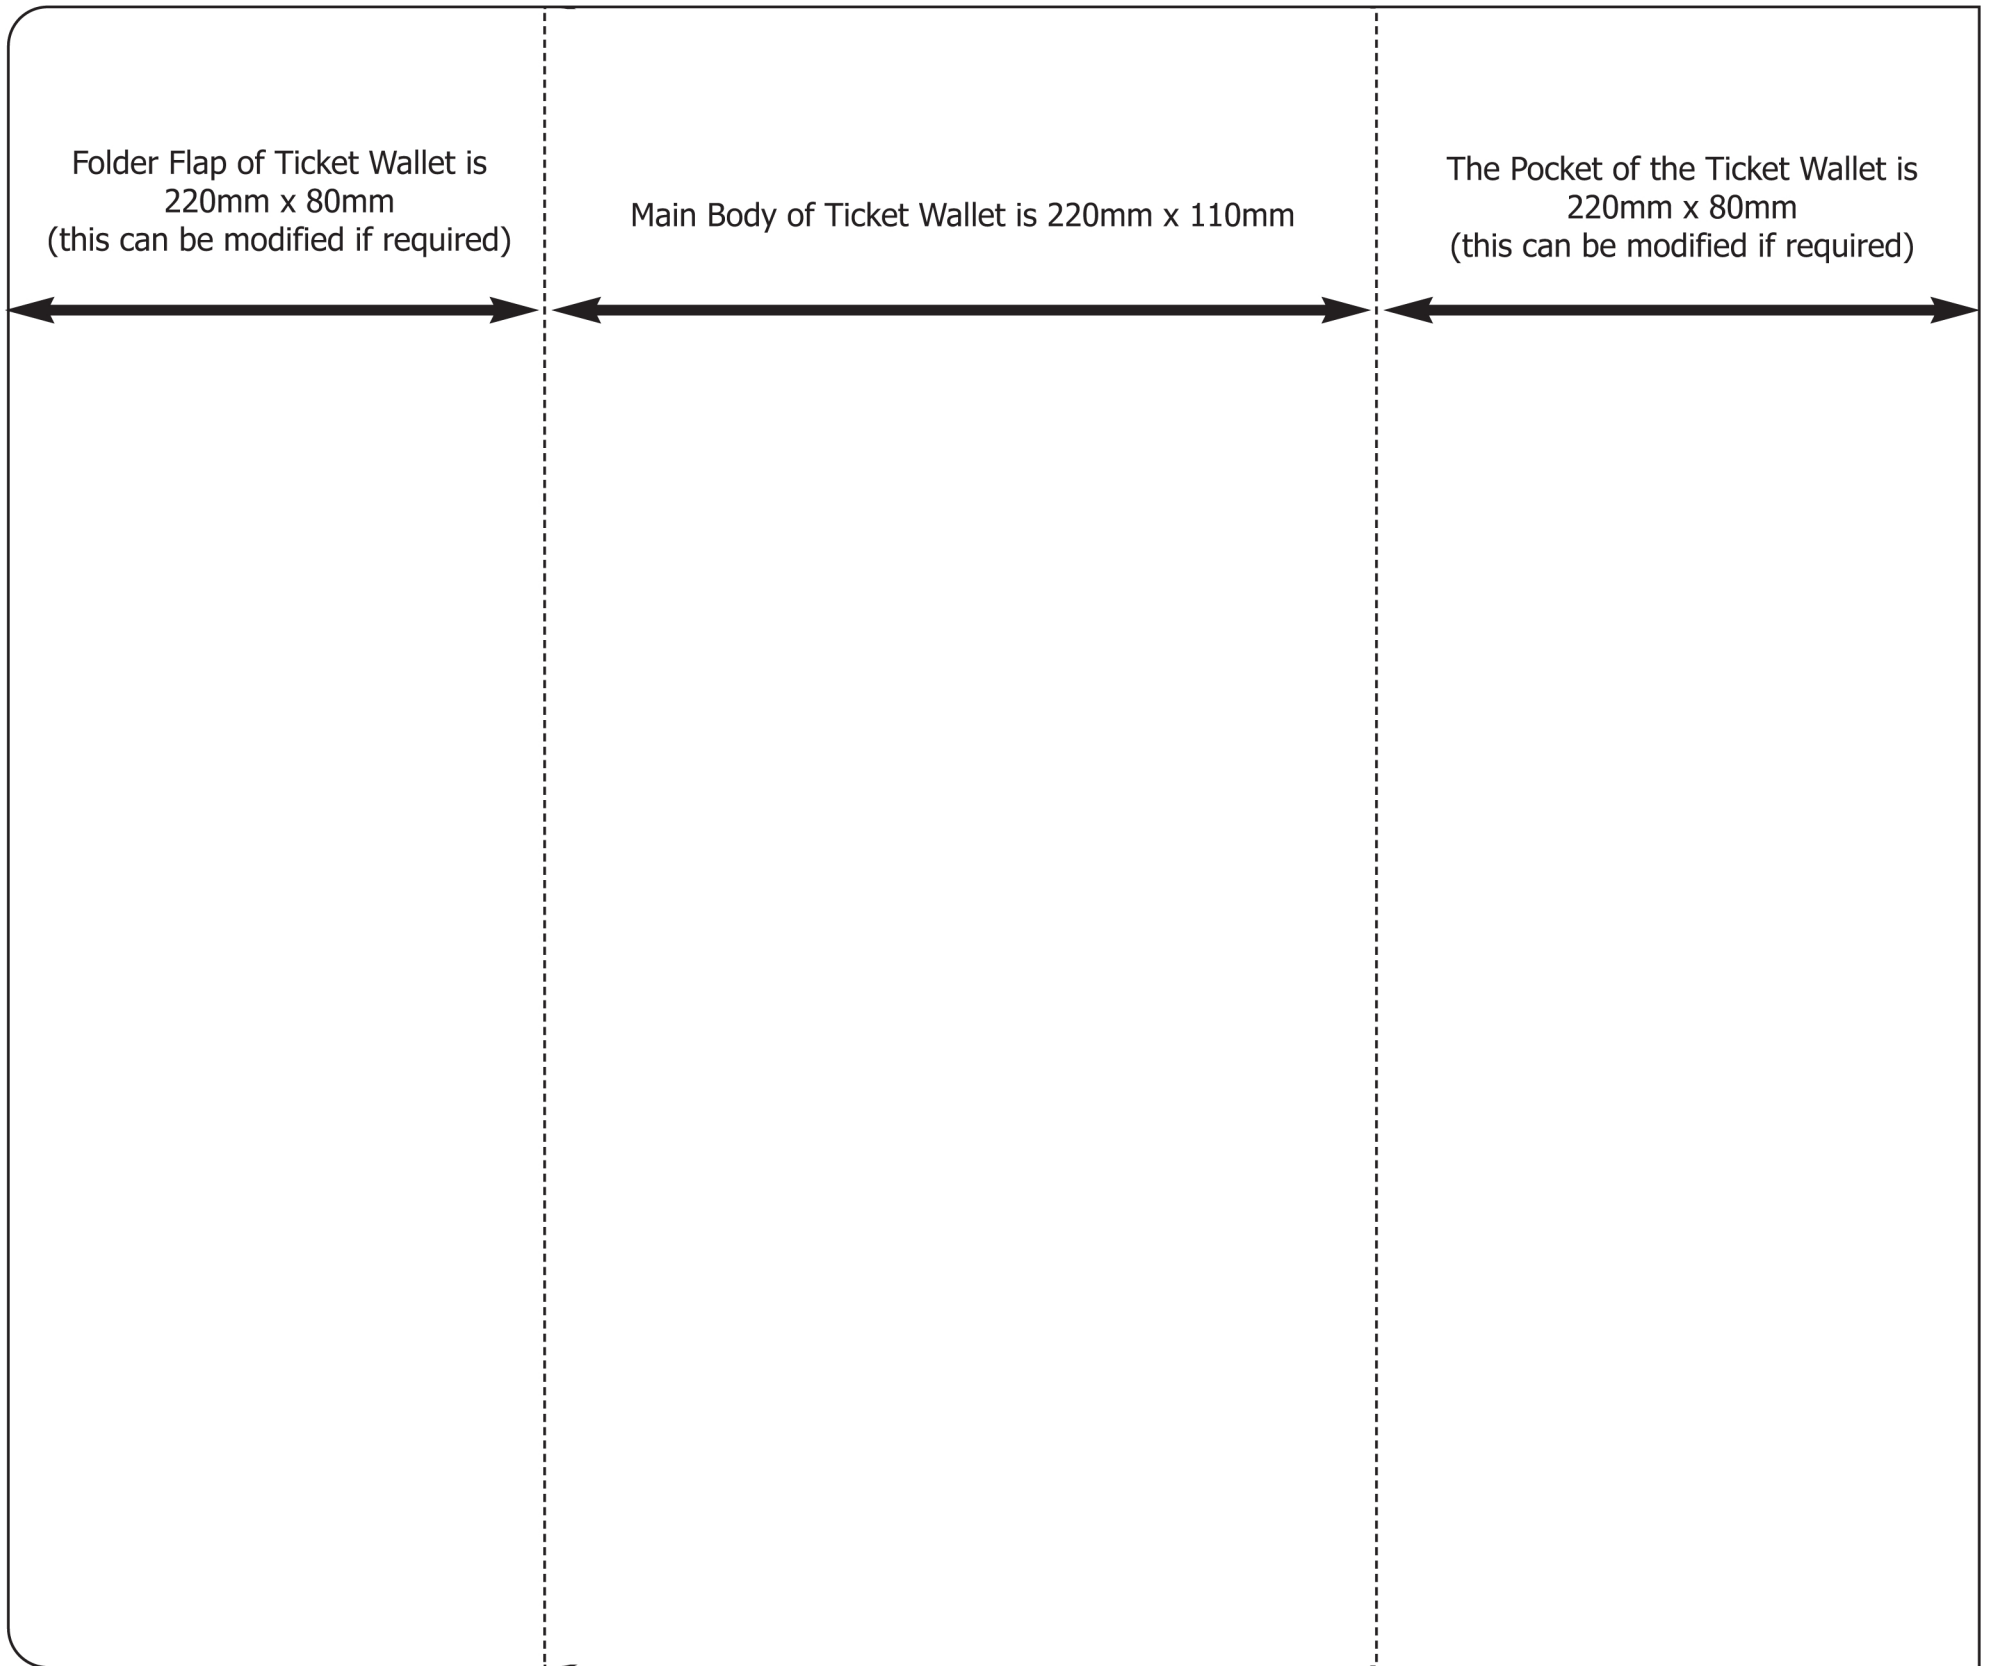 Folder Flap of Ticket Wallet is
220mm x 80mm
(this can be modified if required)
Main Body of Ticket Wallet is 220mm x 110mm
The Pocket of the Ticket Wallet is
220mm x 80mm
(this can be modified if required)